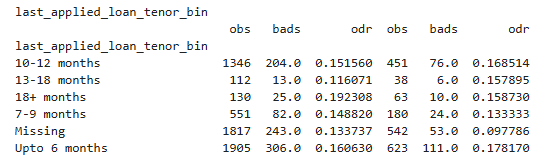 last_applied_loan_tenor_bin
obs bads odr obs bads odr
last_applied_loan_tenor_bin
10-12 months 1346 204.0 0.151560 451 76.0 0.168514
13-18 months 112 13.0 0.116071 38 6.0 0.157895
18+ months 130 25.0 0.192308 63 10.0 0.158730
7-9 months 551 82.0 0.148820 180 24.0 0.133333
Missing 1817 243.0 0.133737 542 53.0 0.097786
Upto 6 months 1905 306.0 0.160630 623 111.0 0.178170